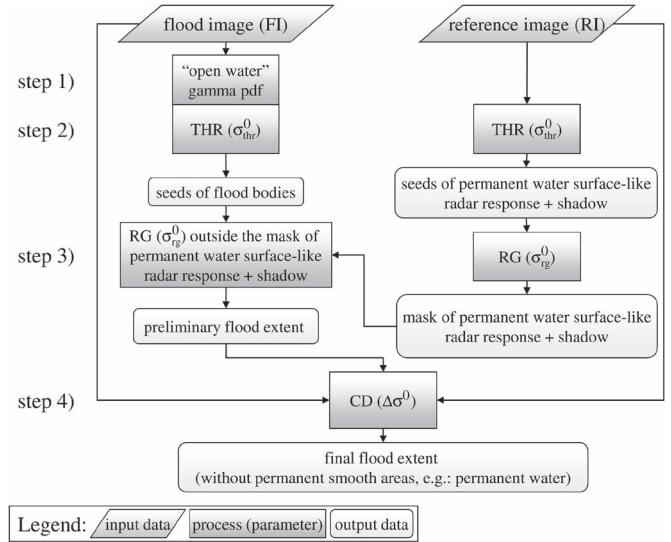 flood image (FI)
reference image (RI)
step 1)
"open water"
gamma pdf
step 2)
THR (σ⁰thr)
THR (σ⁰thr)
seeds of flood bodies
seeds of permanent water surface-like
radar response + shadow
step 3)
RG (σ⁰rg) outside the mask of
permanent water surface-like
radar response + shadow
RG (σ⁰rg)
preliminary flood extent
mask of permanent water surface-like
radar response + shadow
step 4)
CD (Δσ⁰)
final flood extent
(without permanent smooth areas, e.g.: permanent water)
Legend: input data process (parameter) output data